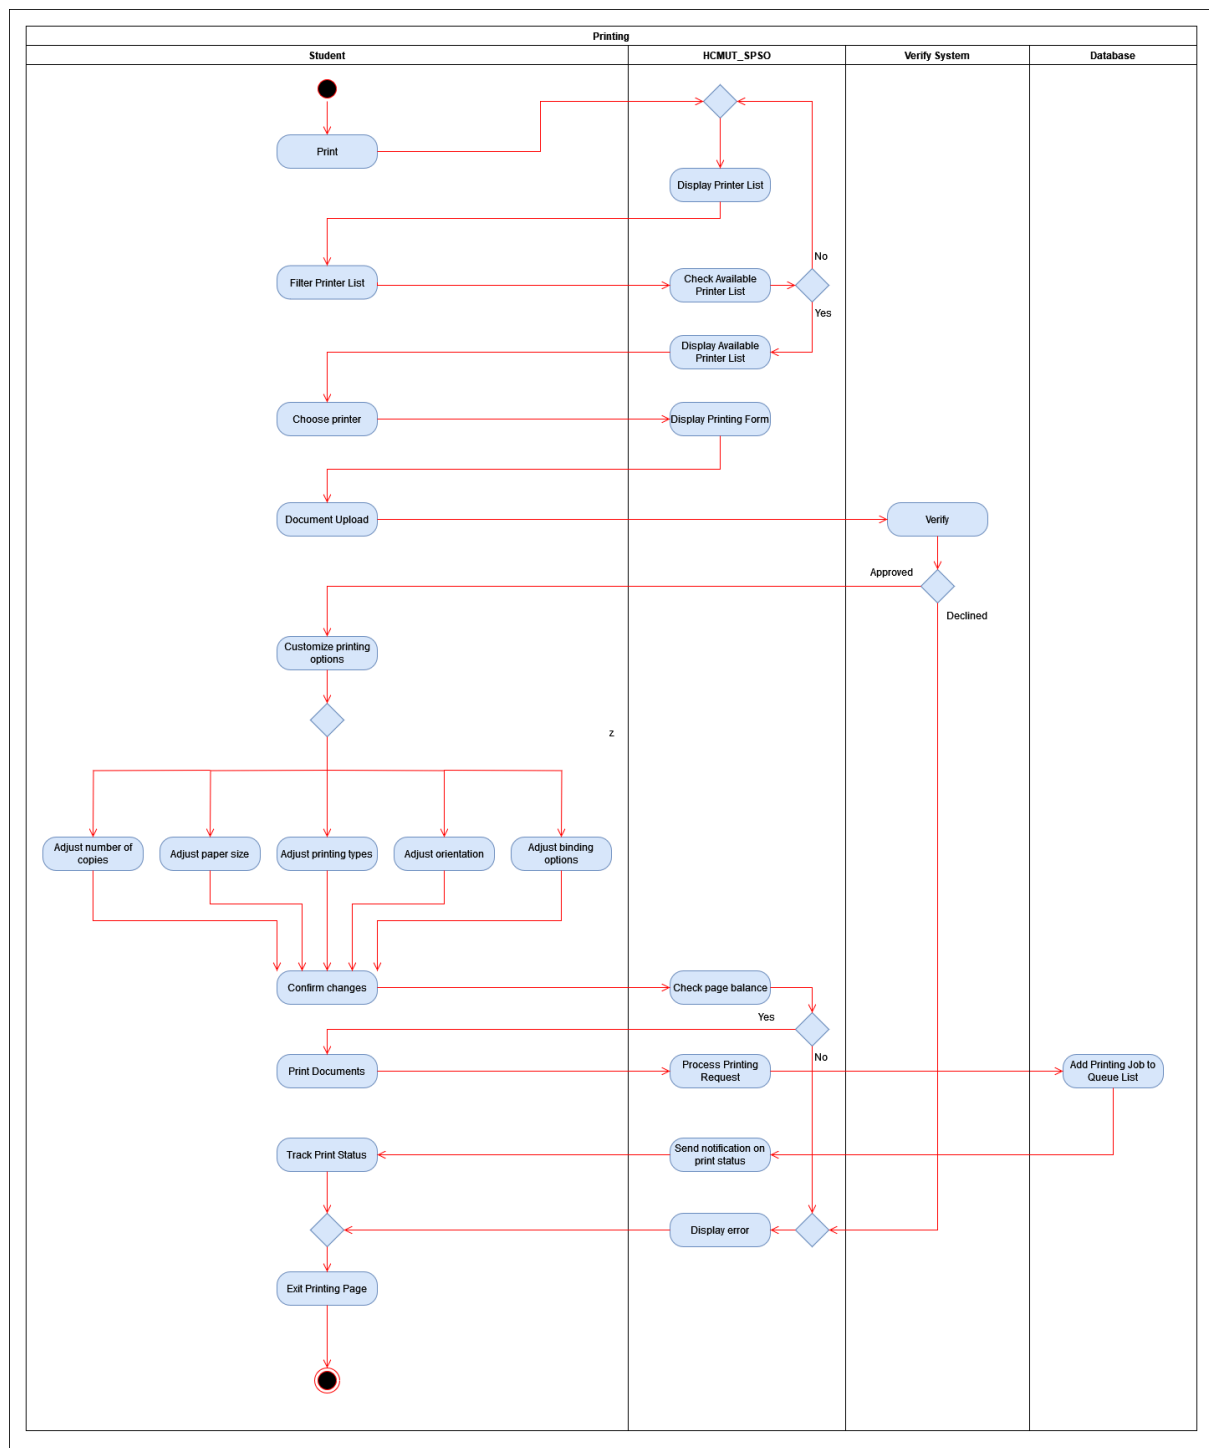 Printing
Student
HCMUT_SPSO
Verify System
Database
Print
Display Printer List
Filter Printer List
Check Available
Printer List
No
Yes
Display Available
Printer List
Choose printer
Display Printing Form
Document Upload
Verify
Approved
Declined
Customize printing
options
z
Adjust number of
copies
Adjust paper size
Adjust printing types
Adjust orientation
Adjust binding
options
Confirm changes
Check page balance
Yes
No
Print Documents
Process Printing
Request
Add Printing Job to
Queue List
Track Print Status
Send notification on
print status
Display error
Exit Printing Page